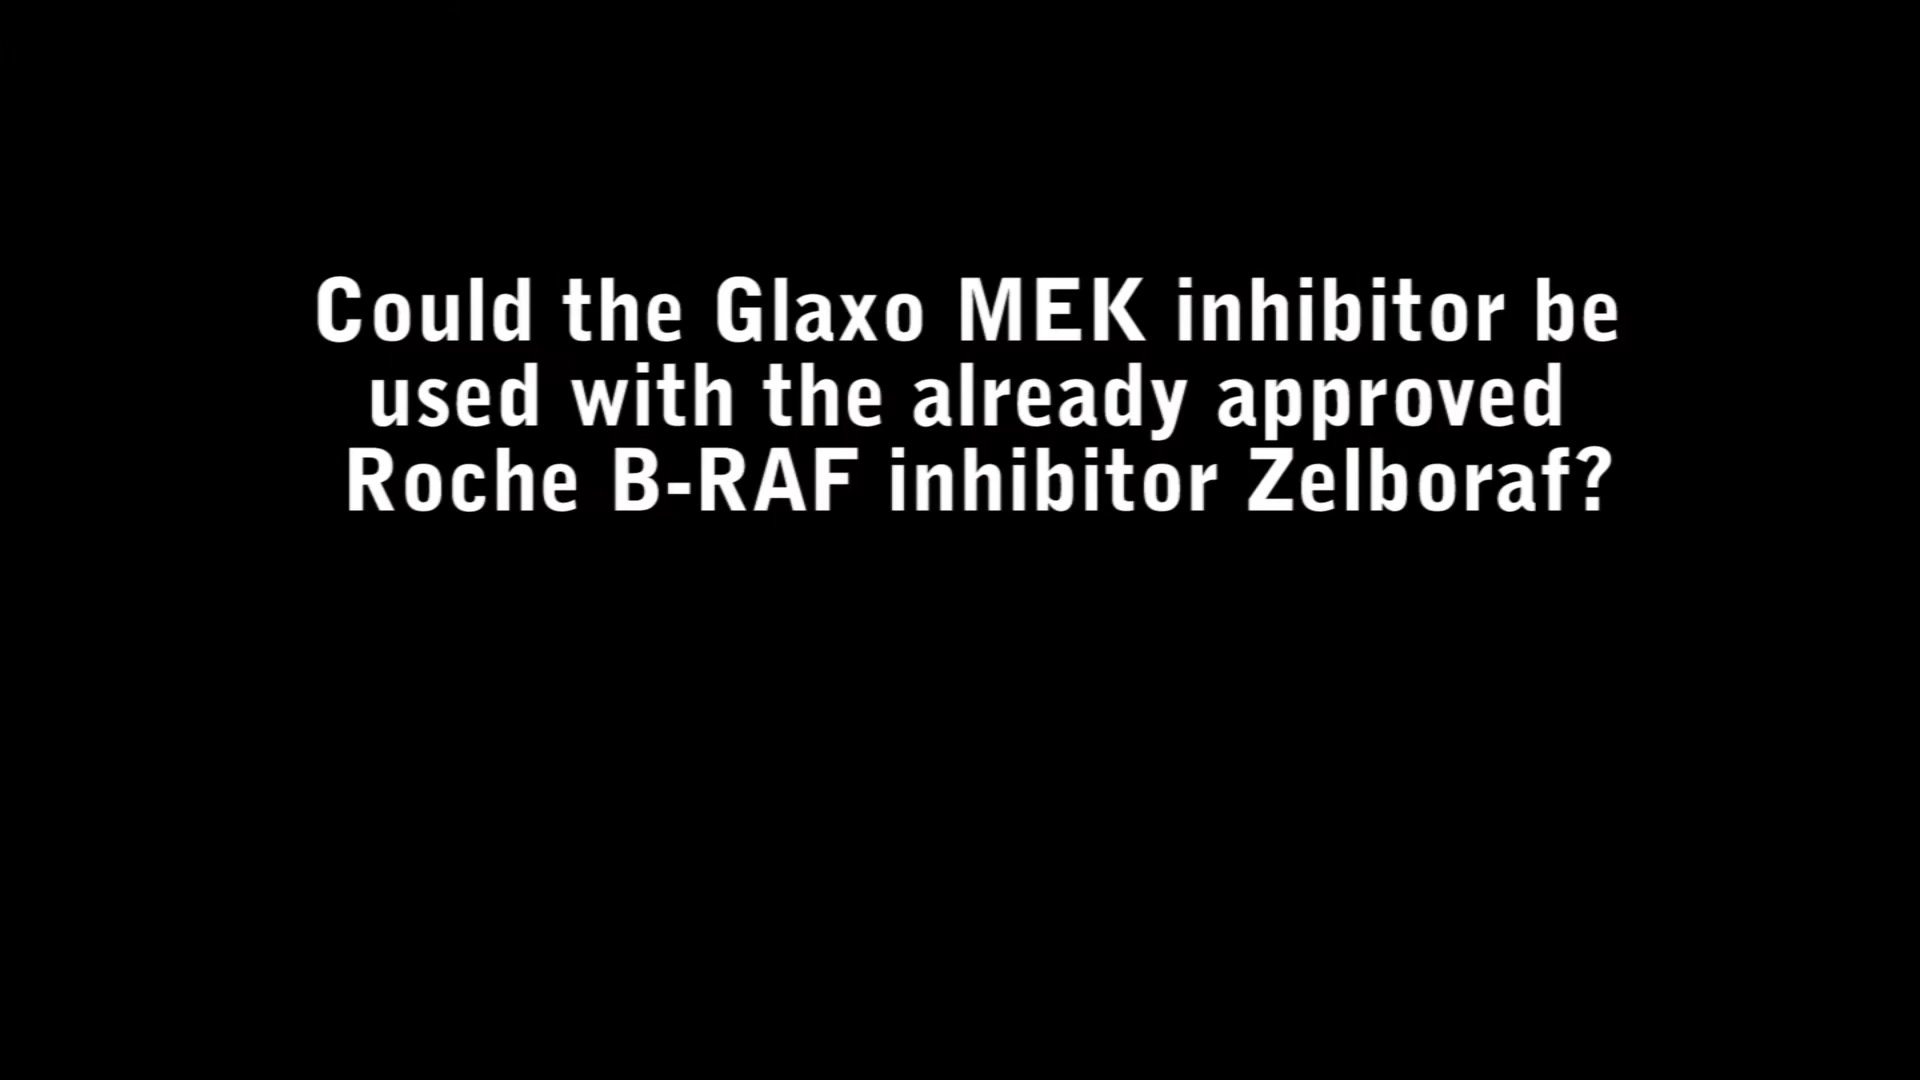 Could the Glaxo MEK inhibitor be
used with the already approved
Roche B-RAF inhibitor Zelboraf?